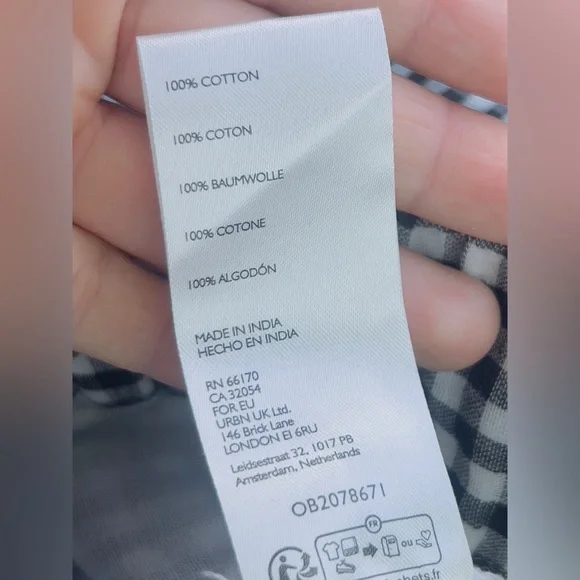 100% COTTON
100% COTON
100% BAUMWOLLE
100% COTONE
100% ALGODÓN
MADE IN INDIA
HECHO EN INDIA
RN 66170
CA 32054
FOR EU
URBN UK Ltd.
146 Brick Lane
LONDON E1 6RU
Leidsestraat 32, 1017 PB
Amsterdam, Netherlands
OB2078671
FR
ou